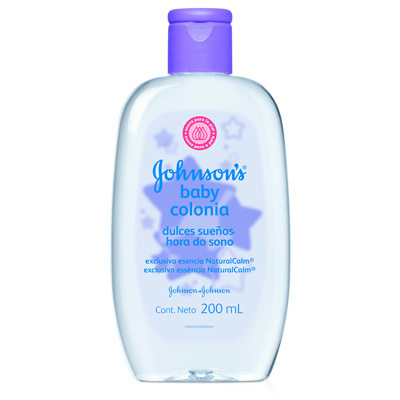 Johnson's®
baby
colonia
dulces sueños
hora do sono
exclusiva esencia NaturalCalm®
exclusiva essência NaturalCalm®
Johnson & Johnson
Cont. Neto 200 mL